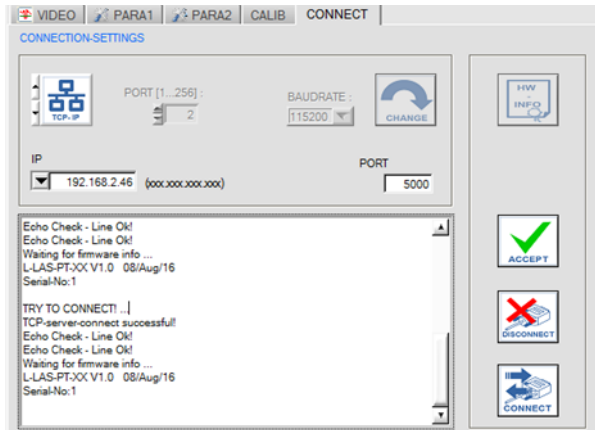 VIDEO PARA1 PARA2 CALIB CONNECT
CONNECTION-SETTINGS
TCP-IP
PORT [1...256] :
2
BAUDRATE :
115200
CHANGE
HW
-
INFO
IP
192.168.2.46 (xxx.xxx.xxx.xxx)
PORT
5000
Echo Check - Line Ok!
Echo Check - Line Ok!
Waiting for firmware info ...
L-LAS-PT-XX V1.0 08/Aug/16
Serial-No:1
TRY TO CONNECT! ...
TCP-server-connect successful!
Echo Check - Line Ok!
Echo Check - Line Ok!
Waiting for firmware info ...
L-LAS-PT-XX V1.0 08/Aug/16
Serial-No:1
ACCEPT
DISCONNECT
CONNECT